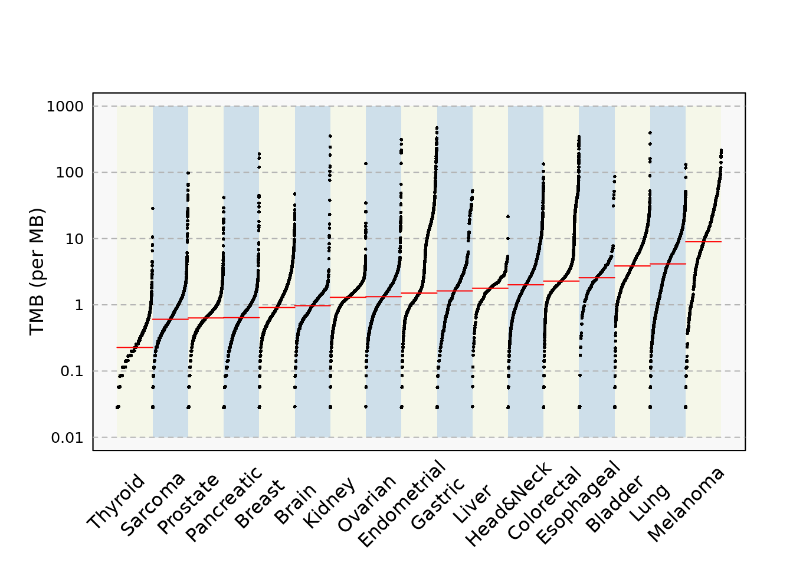 1000
100
10
1
0.1
0.01
TMB (per MB)
Thyroid
Sarcoma
Prostate
Pancreatic
Breast
Brain
Kidney
Ovarian
Endometrial
Gastric
Liver
Head&Neck
Colorectal
Esophageal
Bladder
Lung
Melanoma